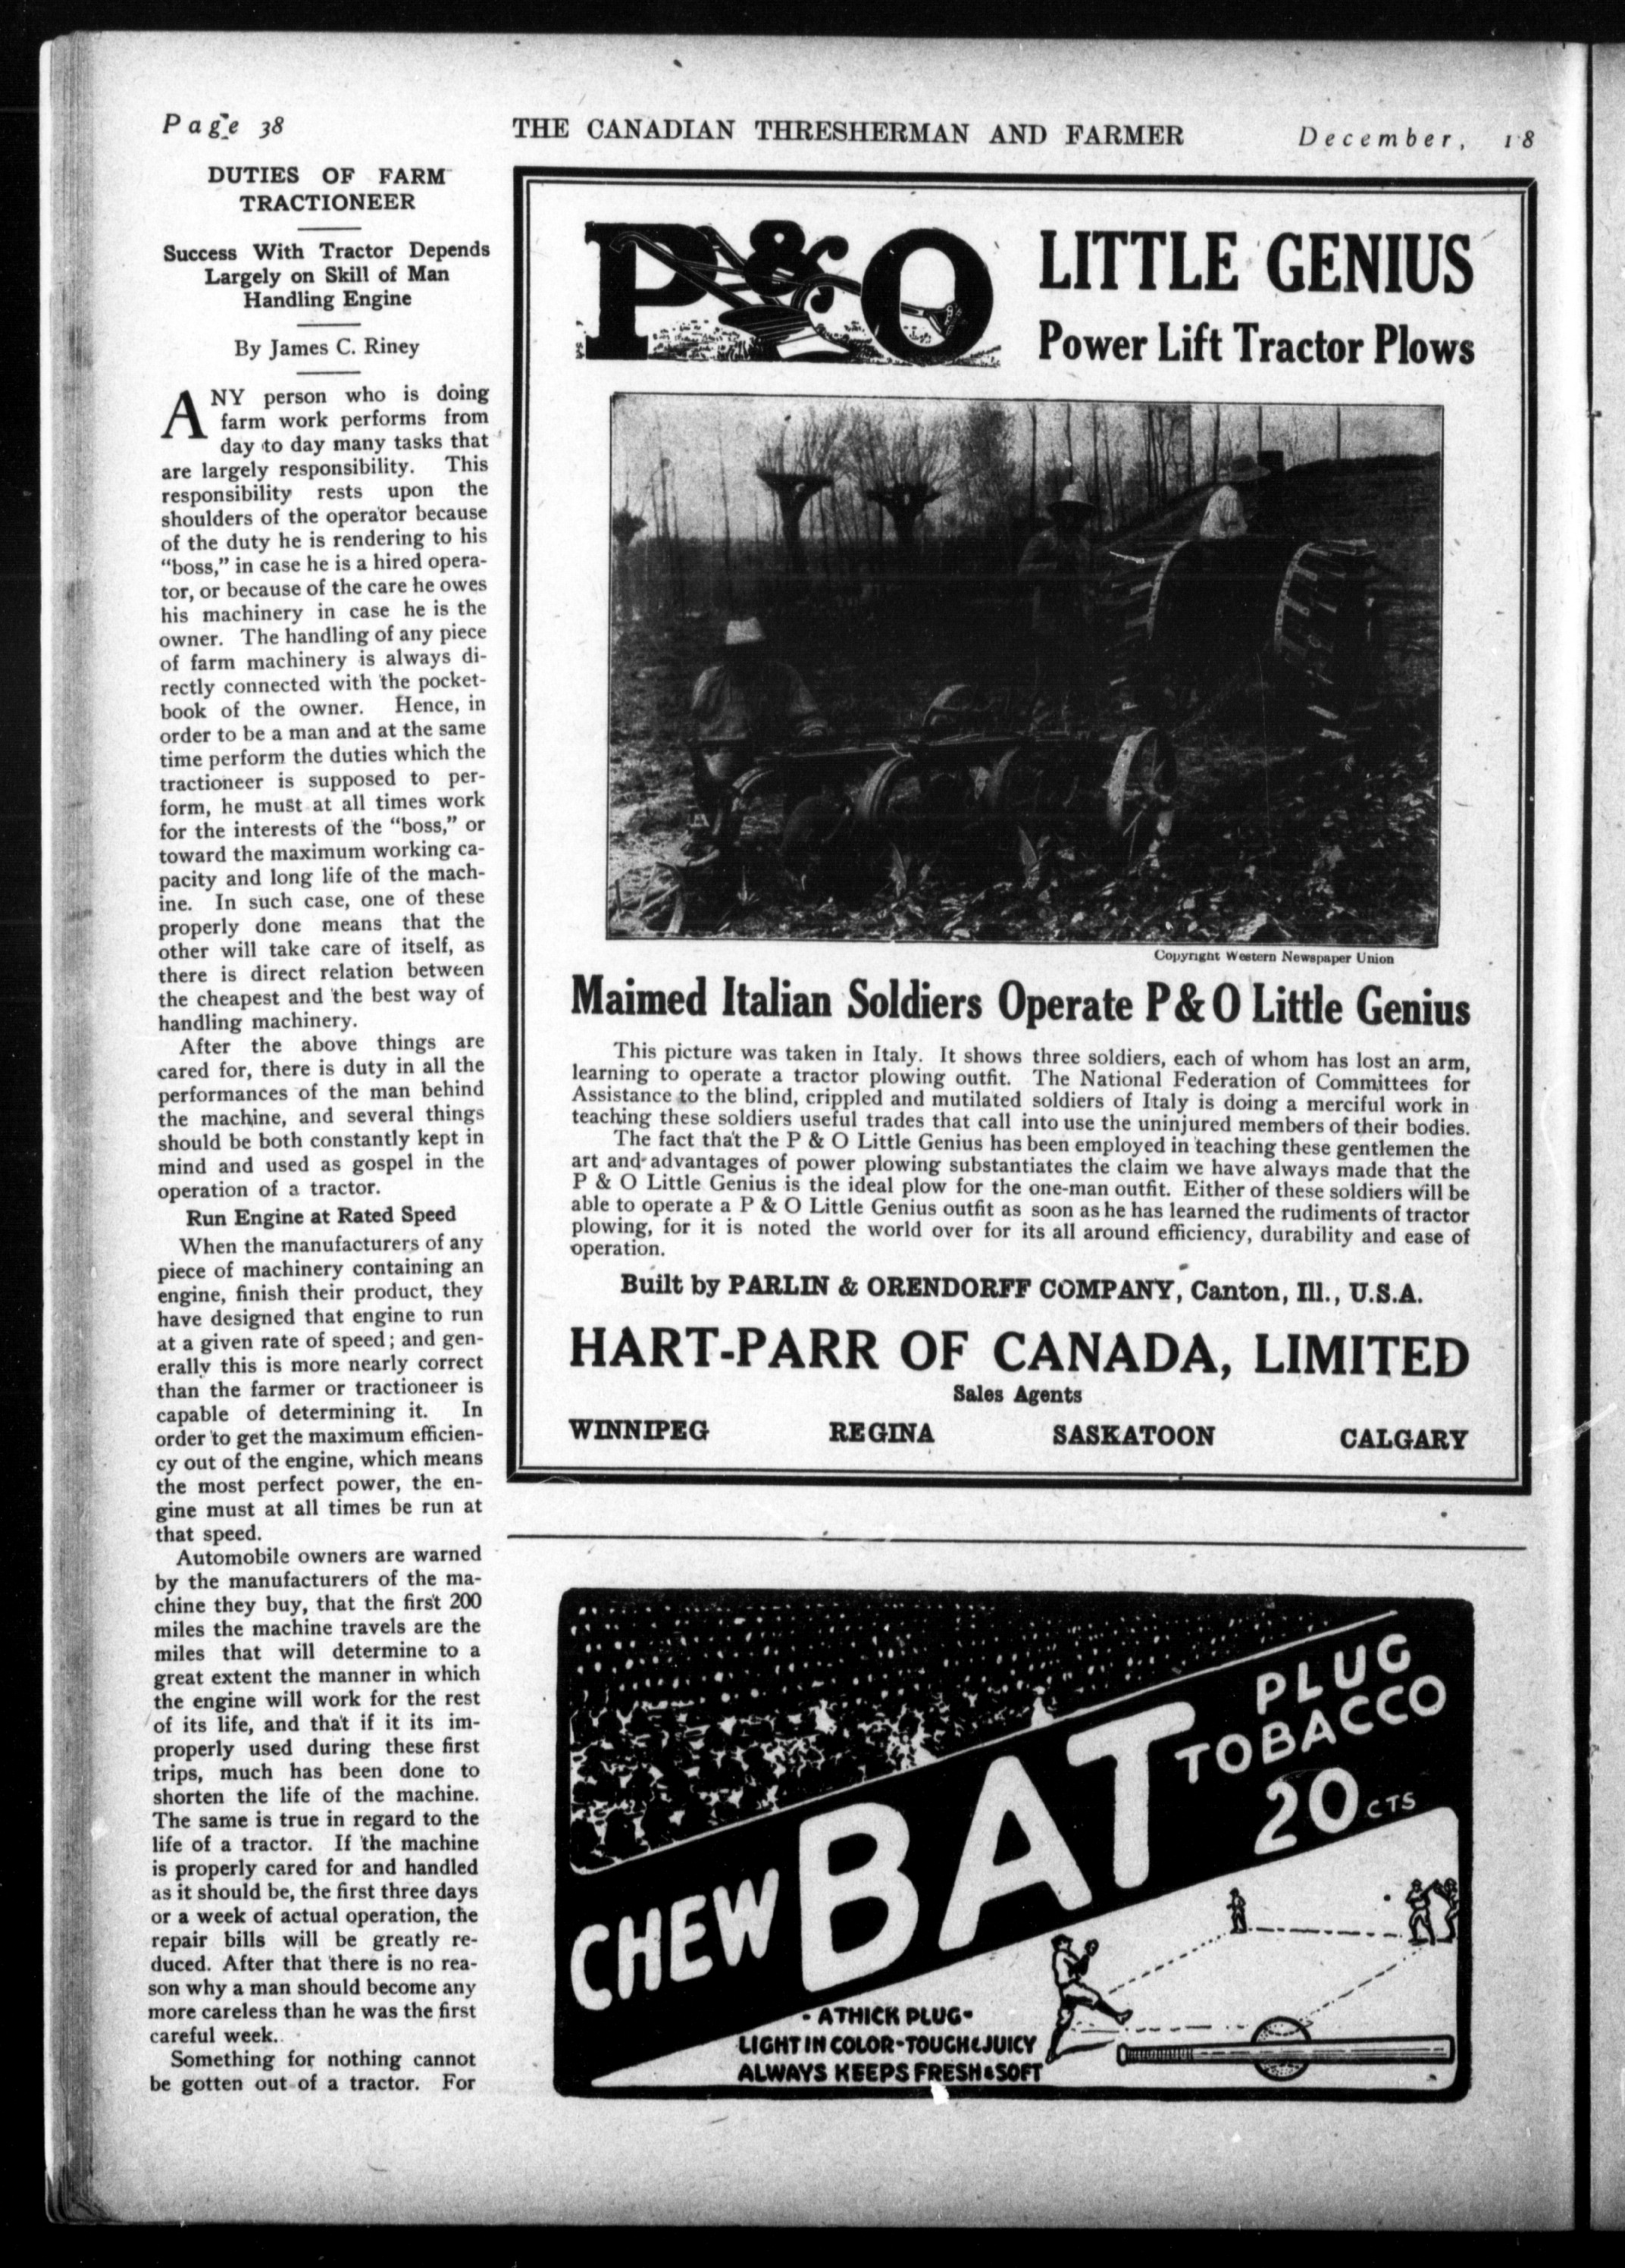 Page 38
THE CANADIAN THRESHERMAN AND FARMER
December, 18
DUTIES OF FARM
TRACTIONEER
Success With Tractor Depends
Largely on Skill of Man
Handling Engine
By James C. Riney
ANY person who is doing
farm work performs from
day to day many tasks that
are largely responsibility. This
responsibility rests upon the
shoulders of the operator because
of the duty he is rendering to his
"boss," in case he is a hired opera-
tor, or because of the care he owes
his machinery in case he is the
owner. The handling of any piece
of farm machinery is always di-
rectly connected with the pocket-
book of the owner. Hence, in
order to be a man and at the same
time perform the duties which the
tractioneer is supposed to per-
form, he must at all times work
for the interests of the "boss," or
toward the maximum working ca-
pacity and long life of the mach-
ine. In such case, one of these
properly done means that the
other will take care of itself, as
there is direct relation between
the cheapest and the best way of
handling machinery.
After the above things are
cared for, there is duty in all the
performances of the man behind
the machine, and several things
should be both constantly kept in
mind and used as gospel in the
operation of a tractor.
Run Engine at Rated Speed
When the manufacturers of any
piece of machinery containing an
engine, finish their product, they
have designed that engine to run
at a given rate of speed; and gen-
erally this is more nearly correct
than the farmer or tractioneer is
capable of determining it. In
order to get the maximum efficien-
cy out of the engine, which means
the most perfect power, the en-
gine must at all times be run at
that speed.
Automobile owners are warned
by the manufacturers of the ma-
chine they buy, that the first 200
miles the machine travels are the
miles that will determine to a
great extent the manner in which
the engine will work for the rest
of its life, and that if it its im-
properly used during these first
trips, much has been done to
shorten the life of the machine.
The same is true in regard to the
life of a tractor. If the machine
is properly cared for and handled
as it should be, the first three days
or a week of actual operation, the
repair bills will be greatly re-
duced. After that there is no rea-
son why a man should become any
more careless than he was the first
careful week.
Something for nothing cannot
be gotten out of a tractor. For
P&O
LITTLE GENIUS
Power Lift Tractor Plows
Copyright Western Newspaper Union
Maimed Italian Soldiers Operate P & O Little Genius
This picture was taken in Italy. It shows three soldiers, each of whom has lost an arm,
learning to operate a tractor plowing outfit. The National Federation of Committees for
Assistance to the blind, crippled and mutilated soldiers of Italy is doing a merciful work in
teaching these soldiers useful trades that call into use the uninjured members of their bodies.
The fact that the P & O Little Genius has been employed in teaching these gentlemen the
art and advantages of power plowing substantiates the claim we have always made that the
P & O Little Genius is the ideal plow for the one-man outfit. Either of these soldiers will be
able to operate a P & O Little Genius outfit as soon as he has learned the rudiments of tractor
plowing, for it is noted the world over for its all around efficiency, durability and ease of
operation.
Built by PARLIN & ORENDORFF COMPANY, Canton, Ill., U.S.A.
HART-PARR OF CANADA, LIMITED
Sales Agents
WINNIPEG REGINA SASKATOON CALGARY
CHEW BAT PLUG
TOBACCO
20 CTS
- A THICK PLUG -
LIGHT IN COLOR - TOUGH & JUICY
ALWAYS KEEPS FRESH & SOFT